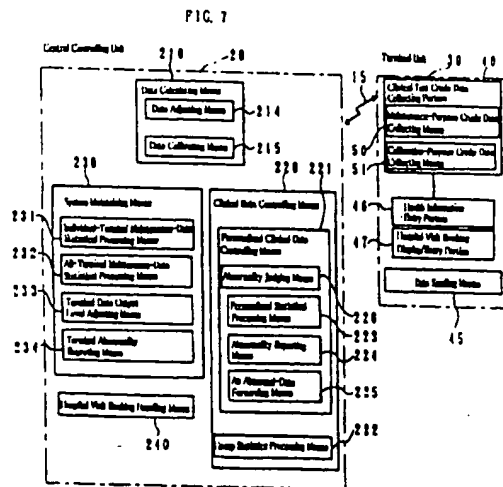 FIG. 7
Central Controlling Unit
20
210
Data Calculating Means
Data Adjusting Means
214
Data Calibrating Means
215
15
Terminal Unit
30
40
Clinical Test Crude Data
Collecting Portion
Maintenance-Purpose Crude Data
Collecting Means
50
Calibration-Purpose Crude Data
Collecting Means
51
46
Health Information
Entry Portion
47
Hospital Visit Booking
Display/Entry Portion
Data Sending Means
45
230
System Maintaining Means
231
Individual-Terminal Maintenance-Data
Statistical Processing Means
232
All-Terminal Maintenance-Data
Statistical Processing Means
233
Terminal Data Output
Level Adjusting Means
234
Terminal Abnormality
Reporting Means
Hospital Visit Booking Handling Means
240
220
221
Clinical Data Controlling Means
Personalized Clinical Data
Controlling Means
Abnormality Judging Means
226
Personalized Statistical
Processing Means
223
Abnormality Reporting
Means
224
An Abnormal-Data
Forwarding Means
225
Group Statistics Processing Means
222